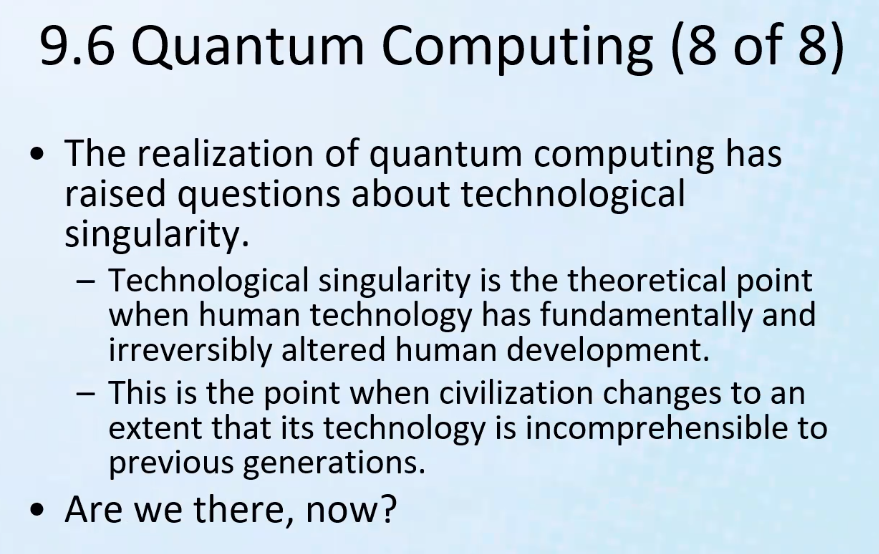 9.6 Quantum Computing (8 of 8)
• The realization of quantum computing has
raised questions about technological
singularity.
– Technological singularity is the theoretical point
when human technology has fundamentally and
irreversibly altered human development.
– This is the point when civilization changes to an
extent that its technology is incomprehensible to
previous generations.
• Are we there, now?